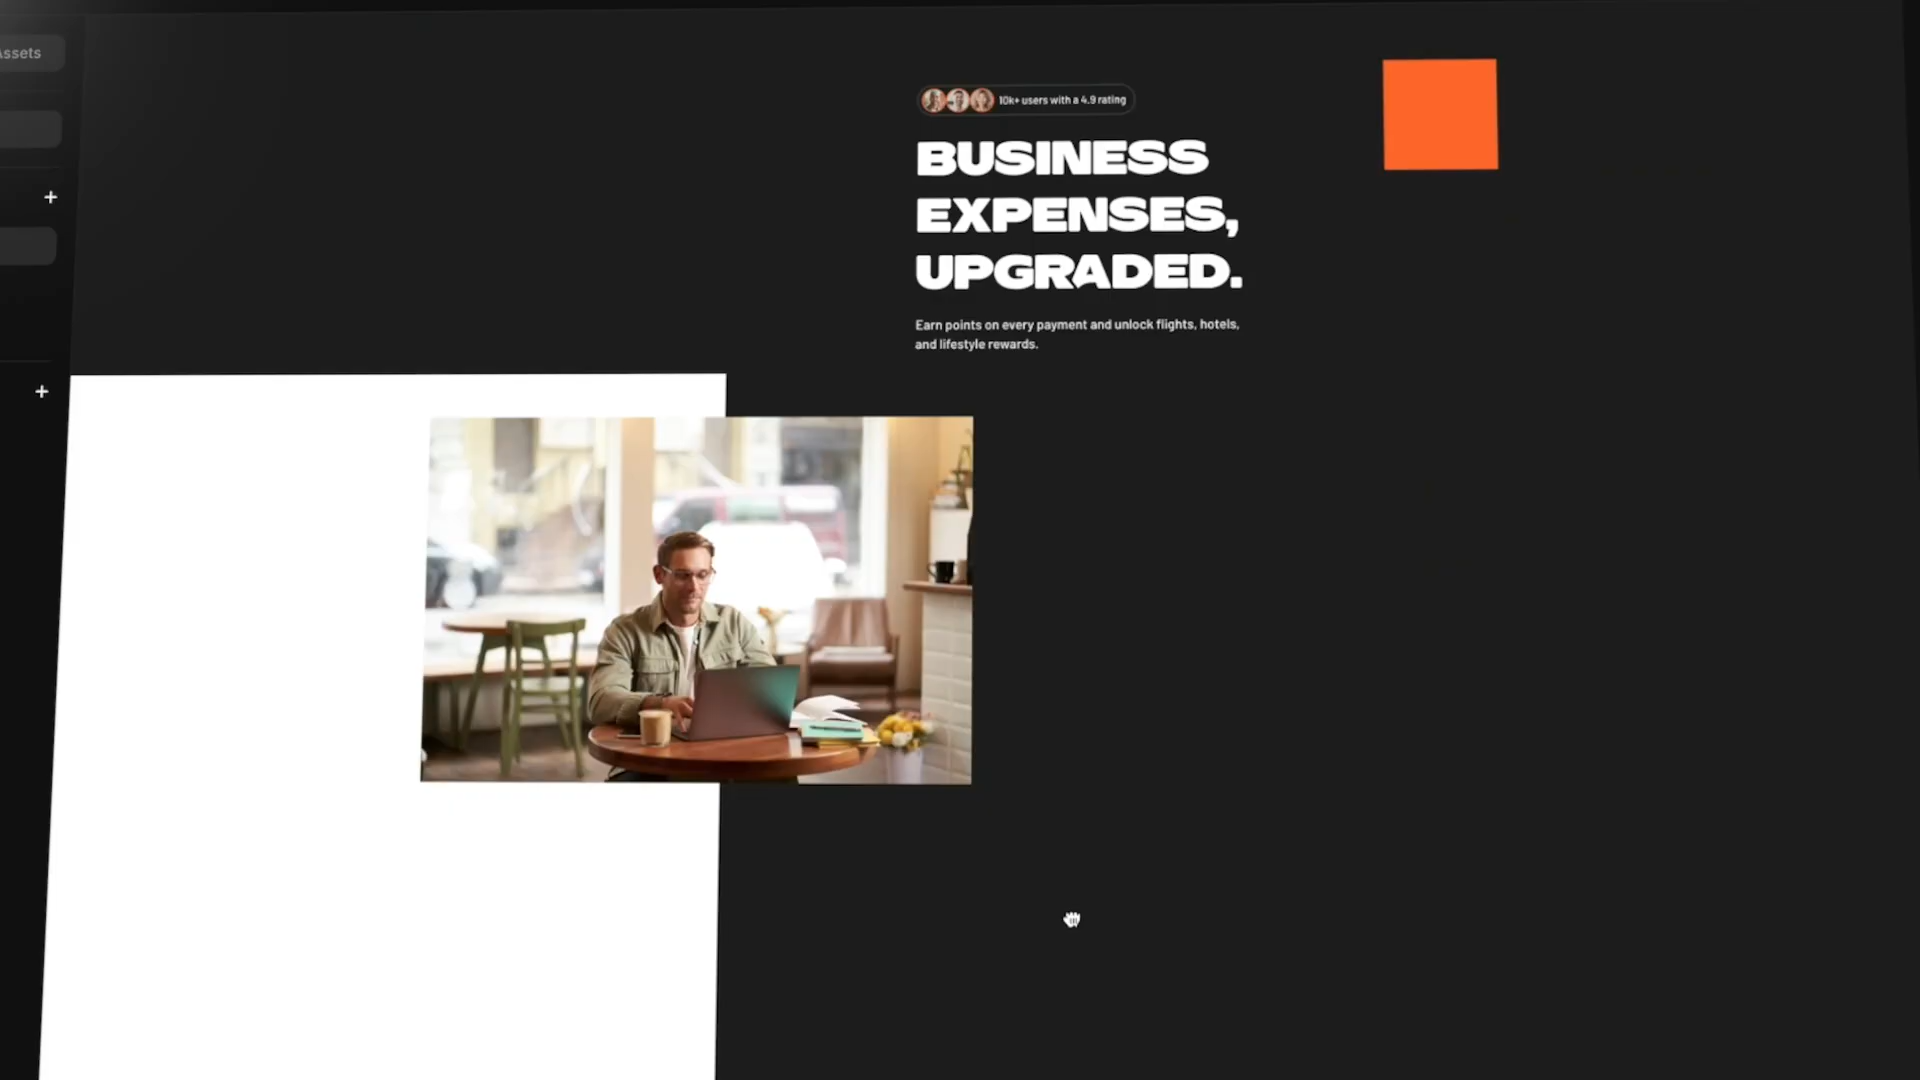 Assets
10k+ users with a 4.9 rating
BUSINESS
EXPENSES,
UPGRADED.
Earn points on every payment and unlock flights, hotels,
and lifestyle rewards.